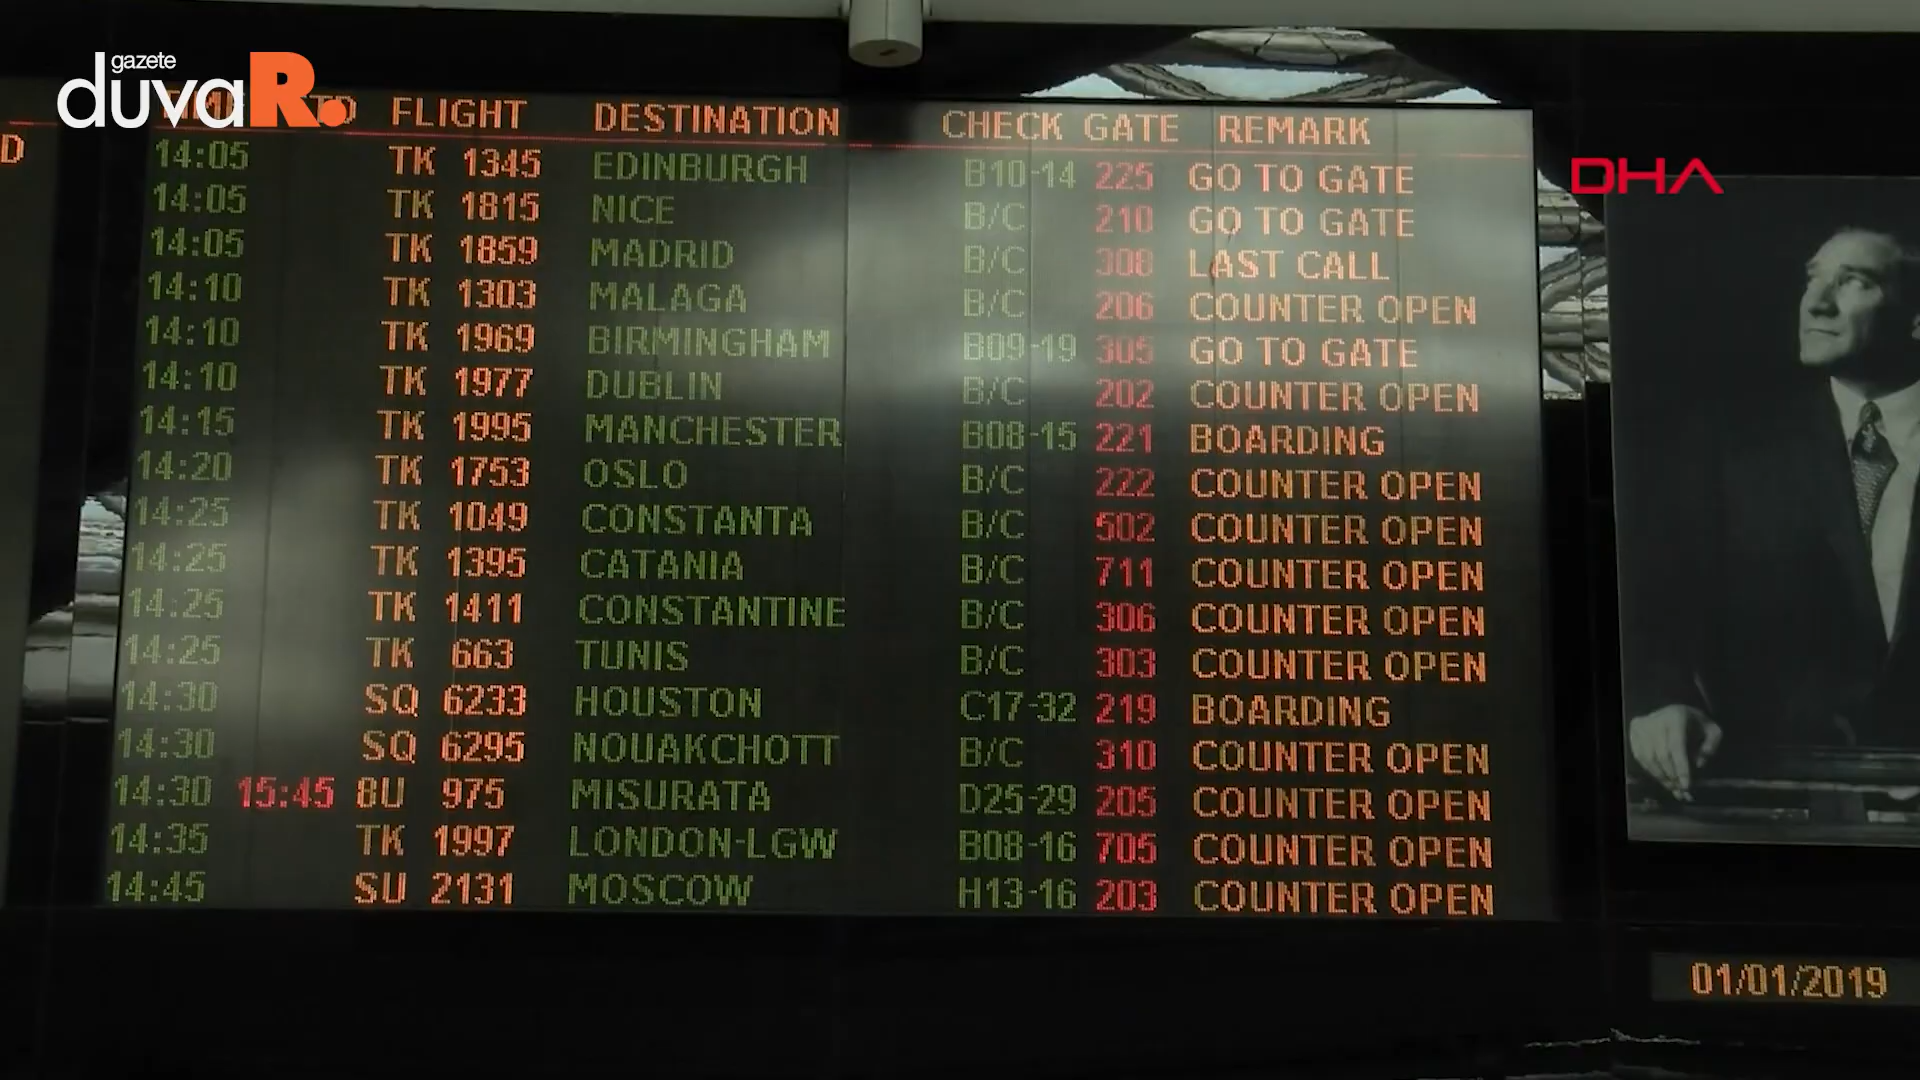 gazete
duvaR.
FLIGHT DESTINATION CHECK GATE REMARK
D
DHA
14:05 TK 1345 EDINBURGH B10-14 225 GO TO GATE
14:05 TK 1815 NICE B/C 210 GO TO GATE
14:05 TK 1859 MADRID B/C 308 LAST CALL
14:10 TK 1303 MALAGA B/C 206 COUNTER OPEN
14:10 TK 1969 BIRMINGHAM B09-19 305 GO TO GATE
14:10 TK 1977 DUBLIN B/C 202 COUNTER OPEN
14:15 TK 1995 MANCHESTER B08-15 221 BOARDING
14:20 TK 1753 OSLO B/C 222 COUNTER OPEN
14:25 TK 1049 CONSTANTA B/C 502 COUNTER OPEN
14:25 TK 1395 CATANIA B/C 711 COUNTER OPEN
14:25 TK 1411 CONSTANTINE B/C 306 COUNTER OPEN
14:25 TK 663 TUNIS B/C 303 COUNTER OPEN
14:30 SQ 6233 HOUSTON C17-32 219 BOARDING
14:30 SQ 6295 NOUAKCHOTT B/C 310 COUNTER OPEN
14:30 15:45 8U 975 MISURATA D25-29 205 COUNTER OPEN
14:35 TK 1997 LONDON-LGW B08-16 705 COUNTER OPEN
14:45 SU 2131 MOSCOW H13-16 203 COUNTER OPEN
01/01/2019